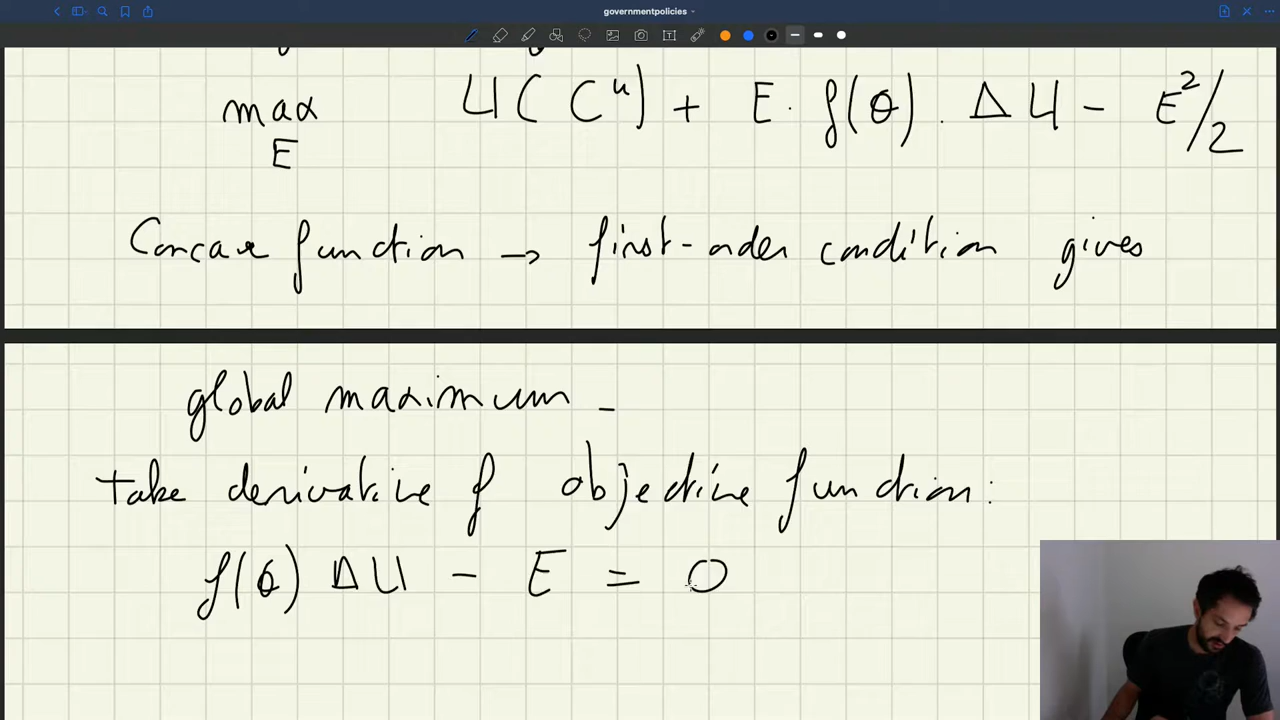 governmentpolicies
max U(Cᵘ) + E · f(θ) · ΔU − E²/2
E
Concave function → first-order condition gives
global maximum -
take derivative of objective function:
f(θ) ΔU − E = 0